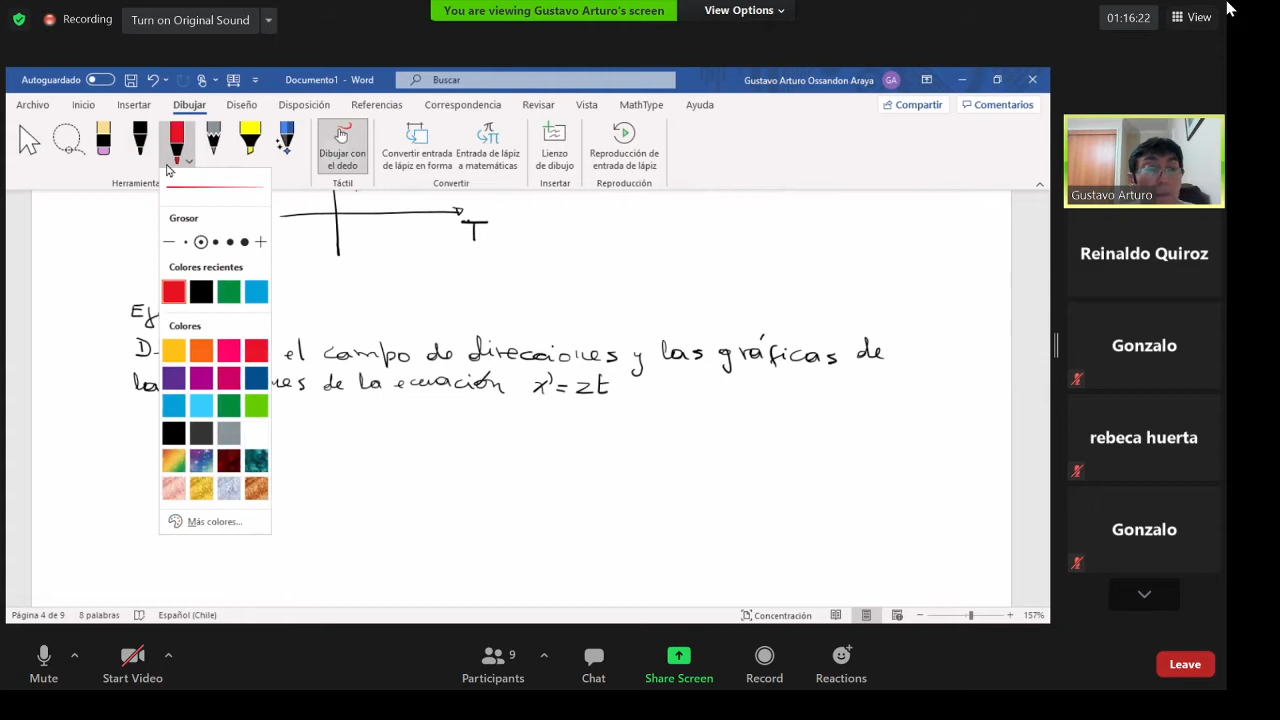 You are viewing Gustavo Arturo's screen
View Options
Recording
Turn on Original Sound
01:16:22
View
Autoguardado
Documento1 - Word
Buscar
Gustavo Arturo Ossandon Araya
GA
Archivo
Inicio
Insertar
Dibujar
Diseño
Disposición
Referencias
Correspondencia
Revisar
Vista
MathType
Ayuda
Compartir
Comentarios
Dibujar con el dedo
Convertir entrada de lápiz en forma
Entrada de lápiz a matemáticas
Lienzo de dibujo
Reproducción de entrada de lápiz
Herramienta
Táctil
Convertir
Insertar
Reproducción
Grosor
Colores recientes
Colores
Más colores...
T
Ej
D el campo de direcciones y las gráficas de
la nes de la ecuación x' = 2t
Página 4 de 9
8 palabras
Español (Chile)
Concentración
157%
Gustavo Arturo
Reinaldo Quiroz
Gonzalo
rebeca huerta
Gonzalo
Mute
Start Video
9
Participants
Chat
Share Screen
Record
Reactions
Leave